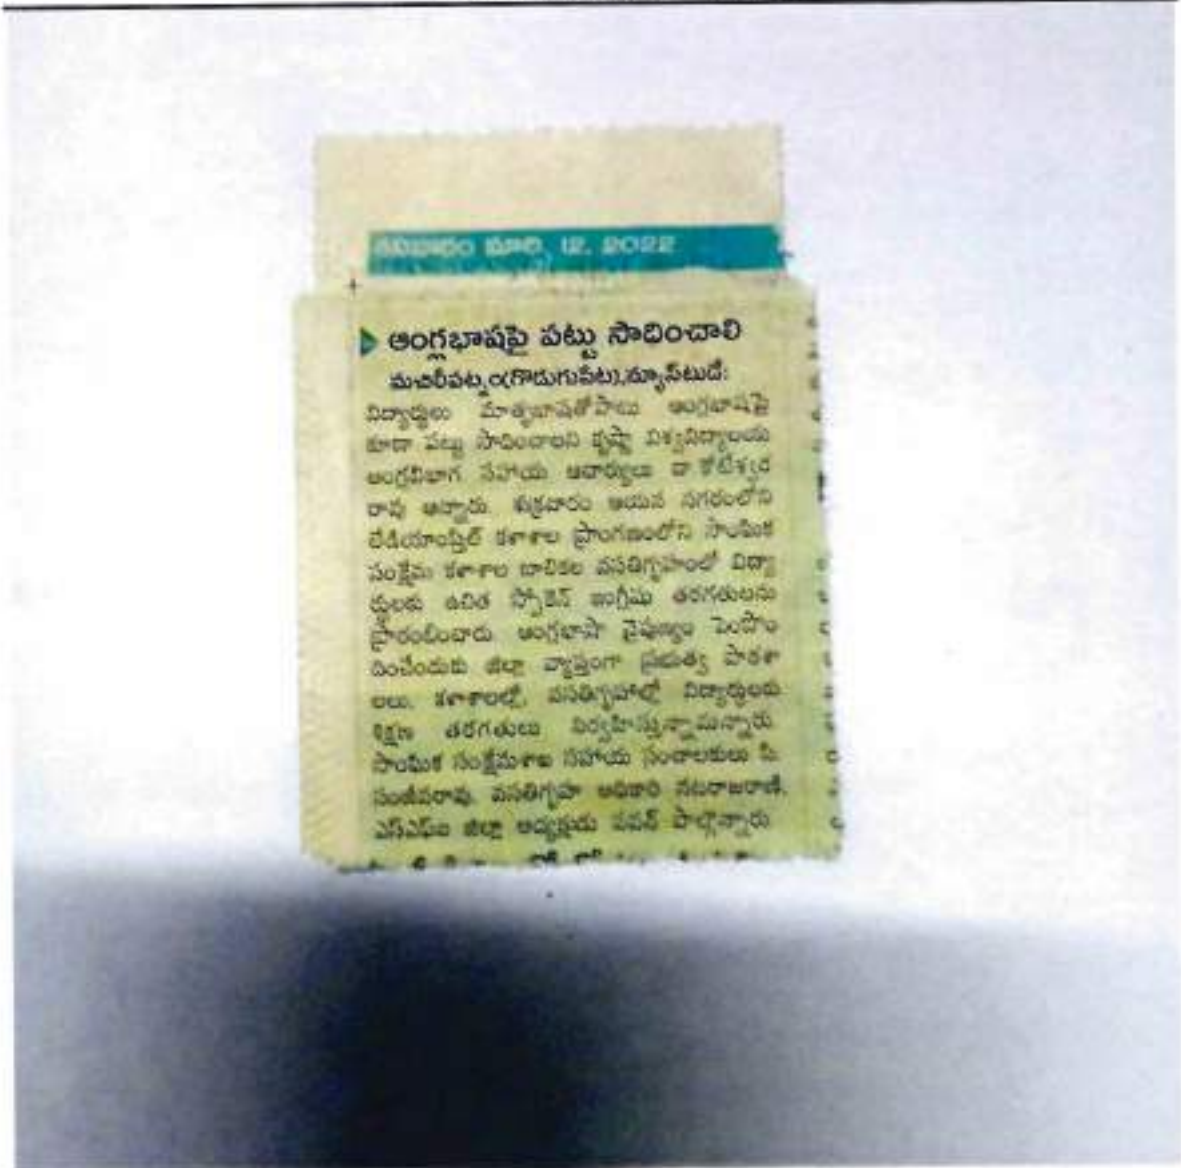 శనివారం మార్చి 12, 2022
ఆంగ్లభాషపై పట్టు సాధించాలి
మచిలీపట్నం(గొడుగుపేట),న్యూస్‌టుడే:
విద్యార్థులు మాతృభాషతోపాటు ఆంగ్లభాషపై
కూడా పట్టు సాధించాలని కృష్ణా విశ్వవిద్యాలయ
ఆంగ్లవిభాగ సహాయ ఆచార్యులు డా.కోటేశ్వర
రావు అన్నారు. శుక్రవారం ఆయన నగరంలోని
లేడియాంప్తిల్ కళాశాల ప్రాంగణంలోని సాంఘిక
సంక్షేమ కళాశాల బాలికల వసతిగృహంలో విద్యా
ర్థులకు ఉచిత స్పోకెన్ ఇంగ్లీషు తరగతులను
ప్రారంభించారు. ఆంగ్లభాషా నైపుణ్యం పెంపొం
దించేందుకు జిల్లా వ్యాప్తంగా ప్రభుత్వ పాఠశా
లలు, కళాశాలల్లో, వసతిగృహాల్లో విద్యార్థులకు
శిక్షణ తరగతులు నిర్వహిస్తున్నామన్నారు.
సాంఘిక సంక్షేమశాఖ సహాయ సంచాలకులు
సంజీవరావు, వసతిగృహ అధికారి నటరాజరాణి,
ఎస్ఎఫ్ఐ జిల్లా అధ్యక్షుడు పవన్ పాల్గొన్నారు.